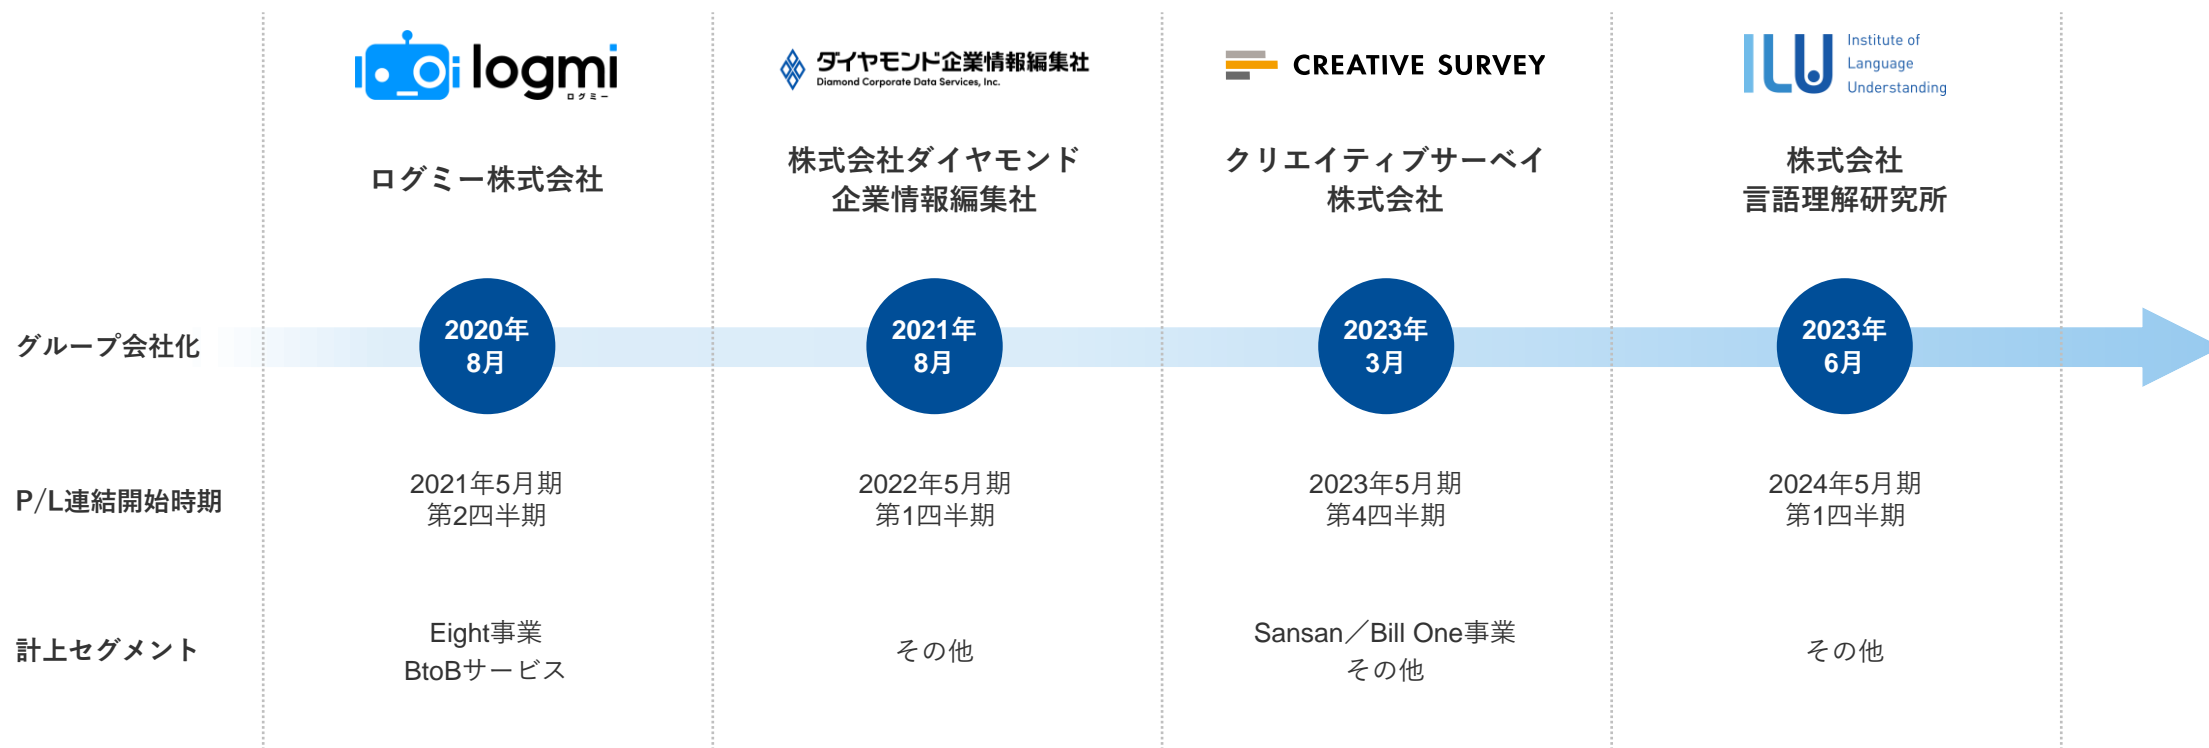 logmi
ログミー
ダイヤモンド企業情報編集社
Diamond Corporate Data Services, Inc.
CREATIVE SURVEY
ILU
Institute of
Language
Understanding
ログミー株式会社
株式会社ダイヤモンド
企業情報編集社
クリエイティブサーベイ
株式会社
株式会社
言語理解研究所
グループ会社化
2020年
8月
2021年
8月
2023年
3月
2023年
6月
P/L連結開始時期
2021年5月期
第2四半期
2022年5月期
第1四半期
2023年5月期
第4四半期
2024年5月期
第1四半期
計上セグメント
Eight事業
BtoBサービス
その他
Sansan／Bill One事業
その他
その他